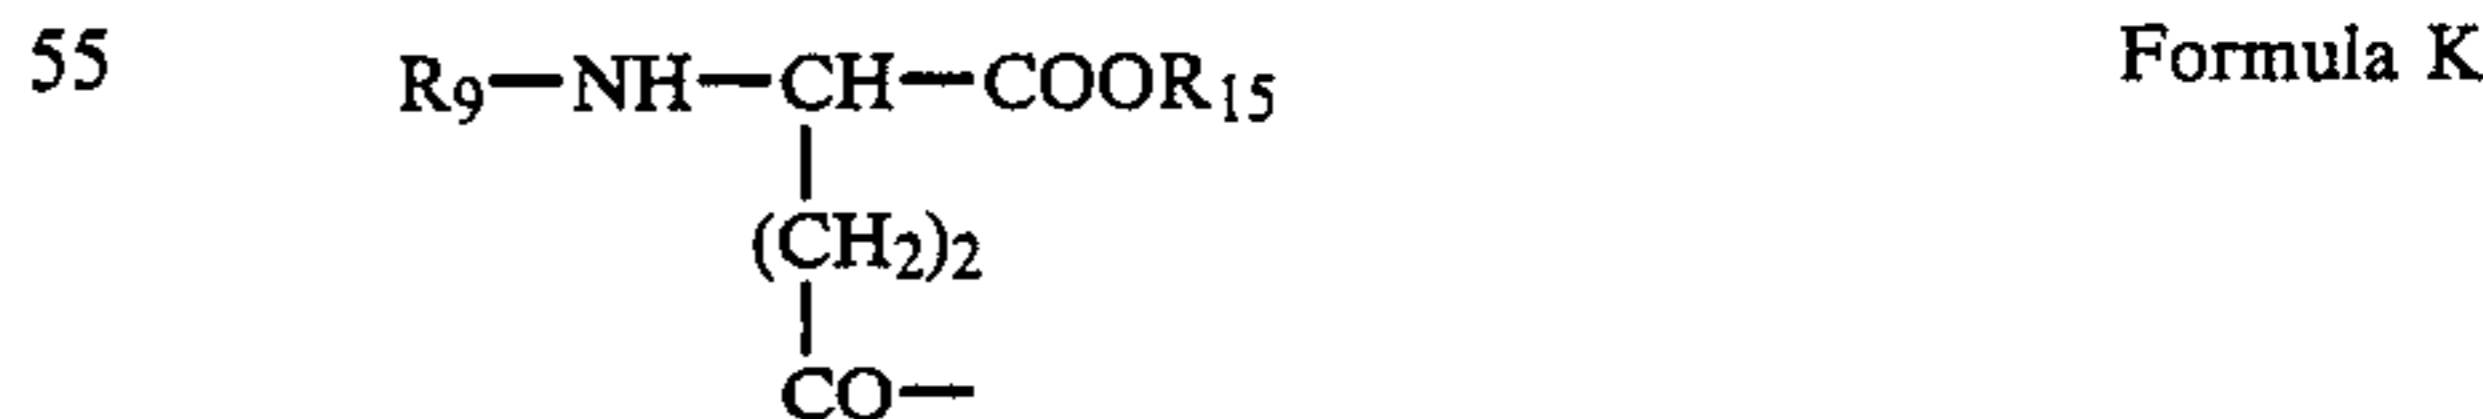 55 R₉—NH—CH—COOR₁₅ Formula K
(CH₂)₂
CO—